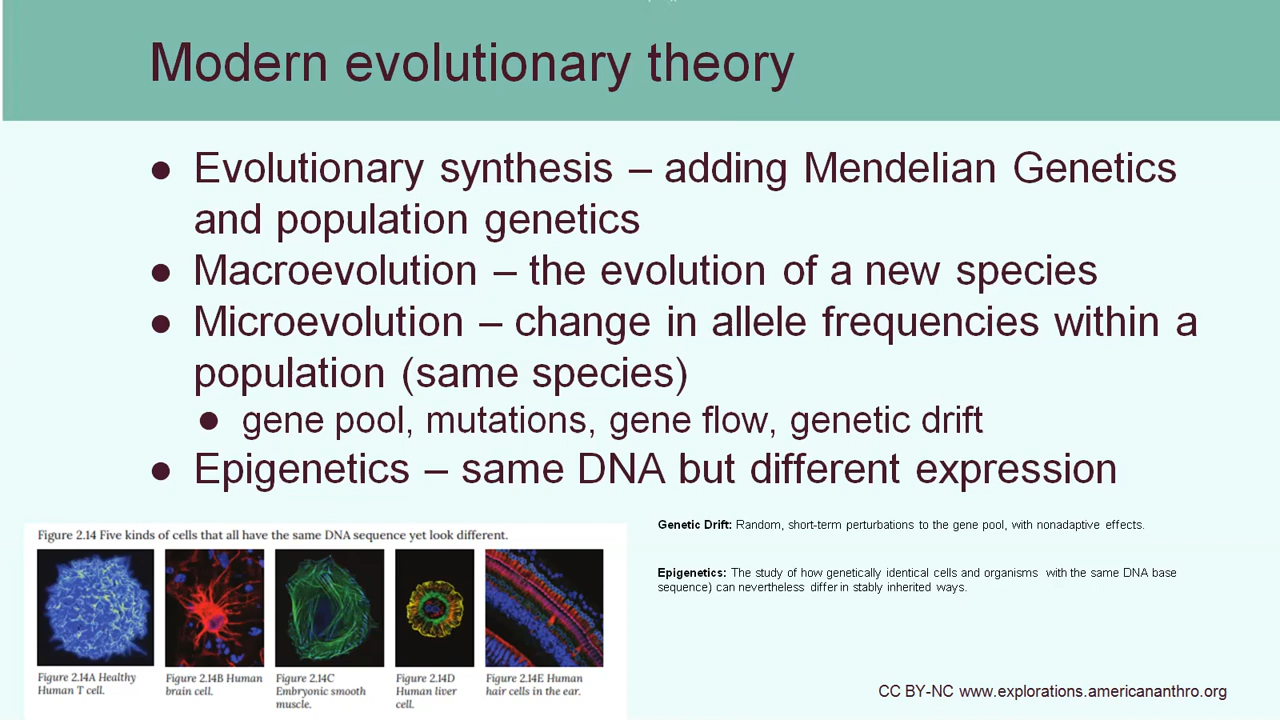 Modern evolutionary theory
● Evolutionary synthesis – adding Mendelian Genetics
and population genetics
● Macroevolution – the evolution of a new species
● Microevolution – change in allele frequencies within a
population (same species)
● gene pool, mutations, gene flow, genetic drift
● Epigenetics – same DNA but different expression
Figure 2.14 Five kinds of cells that all have the same DNA sequence yet look different.
Figure 2.14A Healthy
Human T cell.
Figure 2.14B Human
brain cell.
Figure 2.14C
Embryonic smooth
muscle.
Figure 2.14D
Human liver
cell.
Figure 2.14E Human
hair cells in the ear.
Genetic Drift: Random, short-term perturbations to the gene pool, with nonadaptive effects.
Epigenetics: The study of how genetically identical cells and organisms with the same DNA base
sequence) can nevertheless differ in stably inherited ways.
CC BY-NC www.explorations.americananthro.org